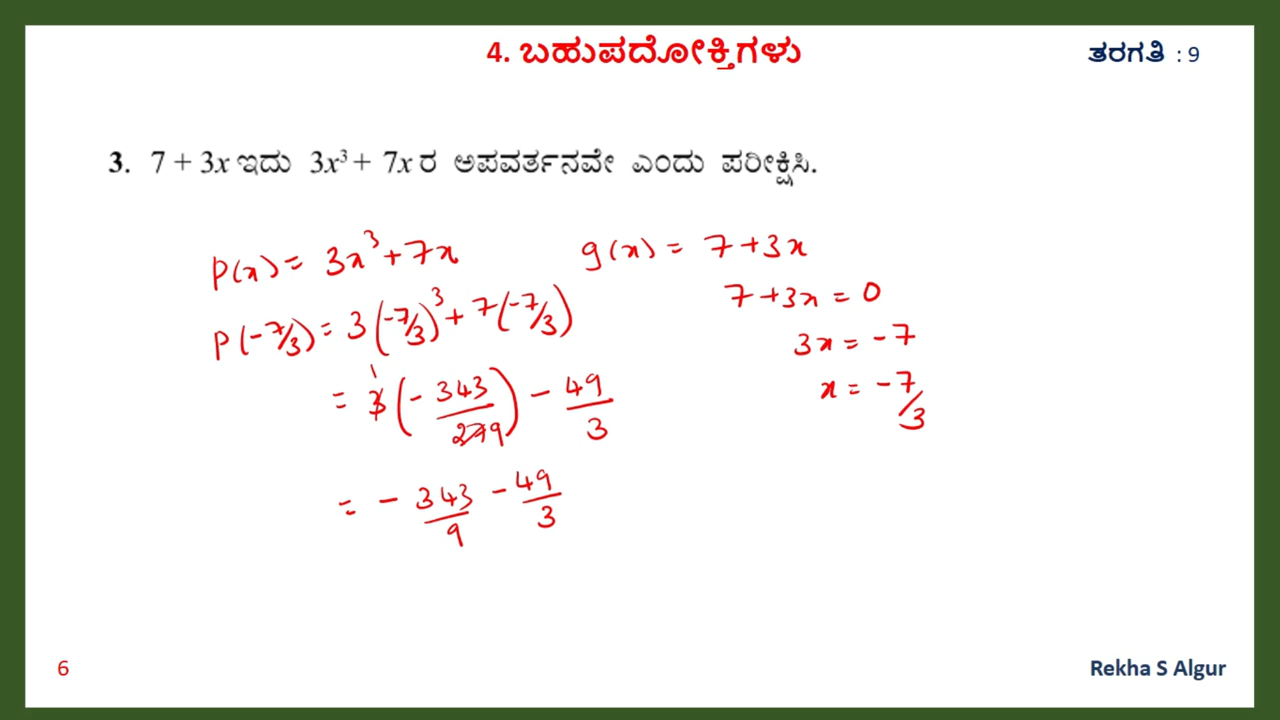 4. ಬಹುಪದೋಕ್ತಿಗಳು
ತರಗತಿ : 9
3. 7 + 3x ಇದು 3x³ + 7x ರ ಅಪವರ್ತನವೇ ಎಂದು ಪರೀಕ್ಷಿಸಿ.
P(x) = 3x³ + 7x
g(x) = 7 + 3x
7 + 3x = 0
P(-7/3) = 3(-7/3)³ + 7(-7/3)
3x = -7
= 3 1 (-343/27 9) - 49/3
x = -7/3
= -343/9 - 49/3
6
Rekha S Algur